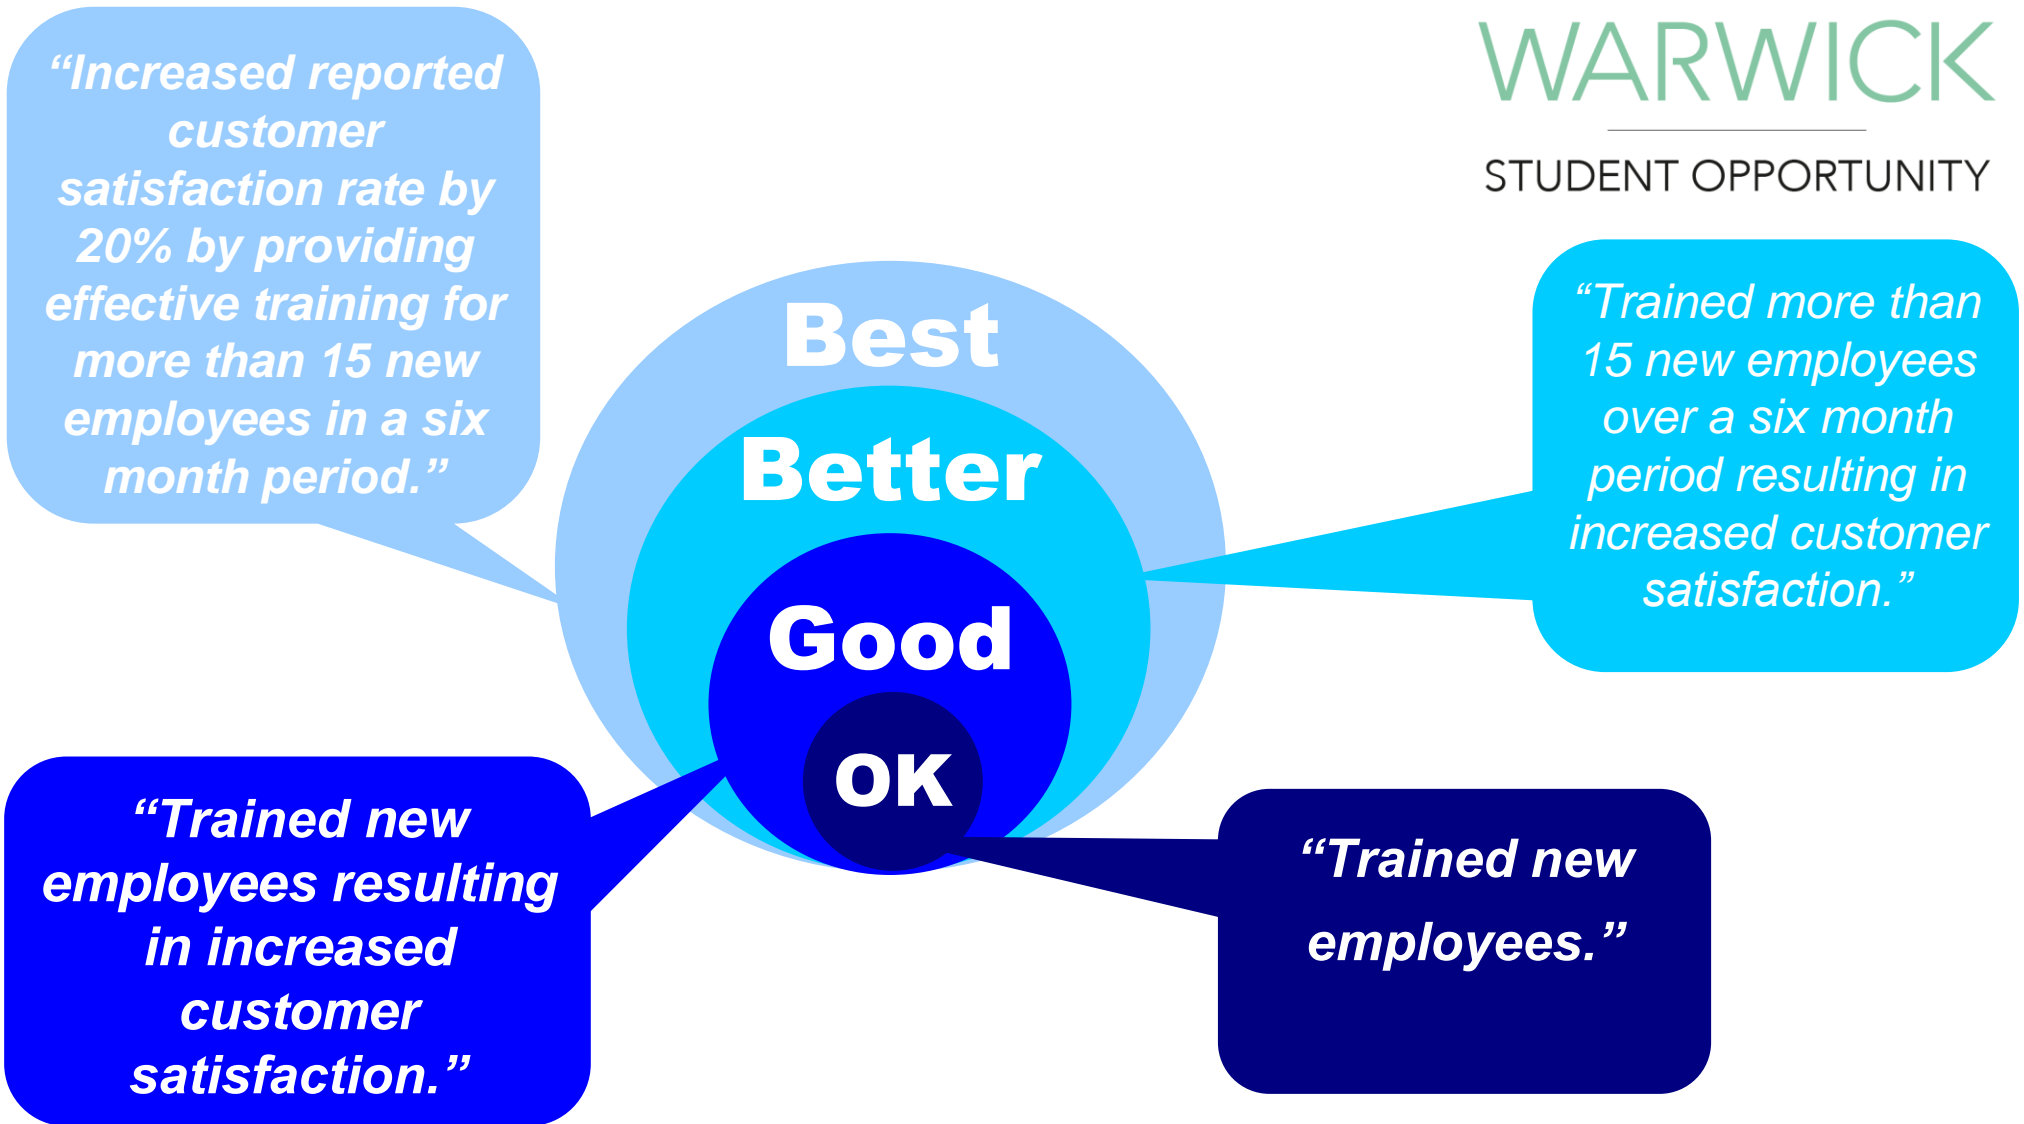 “Increased reported
customer
satisfaction rate by
20% by providing
effective training for
more than 15 new
employees in a six
month period.”
WARWICK
STUDENT OPPORTUNITY
Best
Better
Good
OK
“Trained more than
15 new employees
over a six month
period resulting in
increased customer
satisfaction.”
“Trained new
employees resulting
in increased
customer
satisfaction.”
“Trained new
employees.”